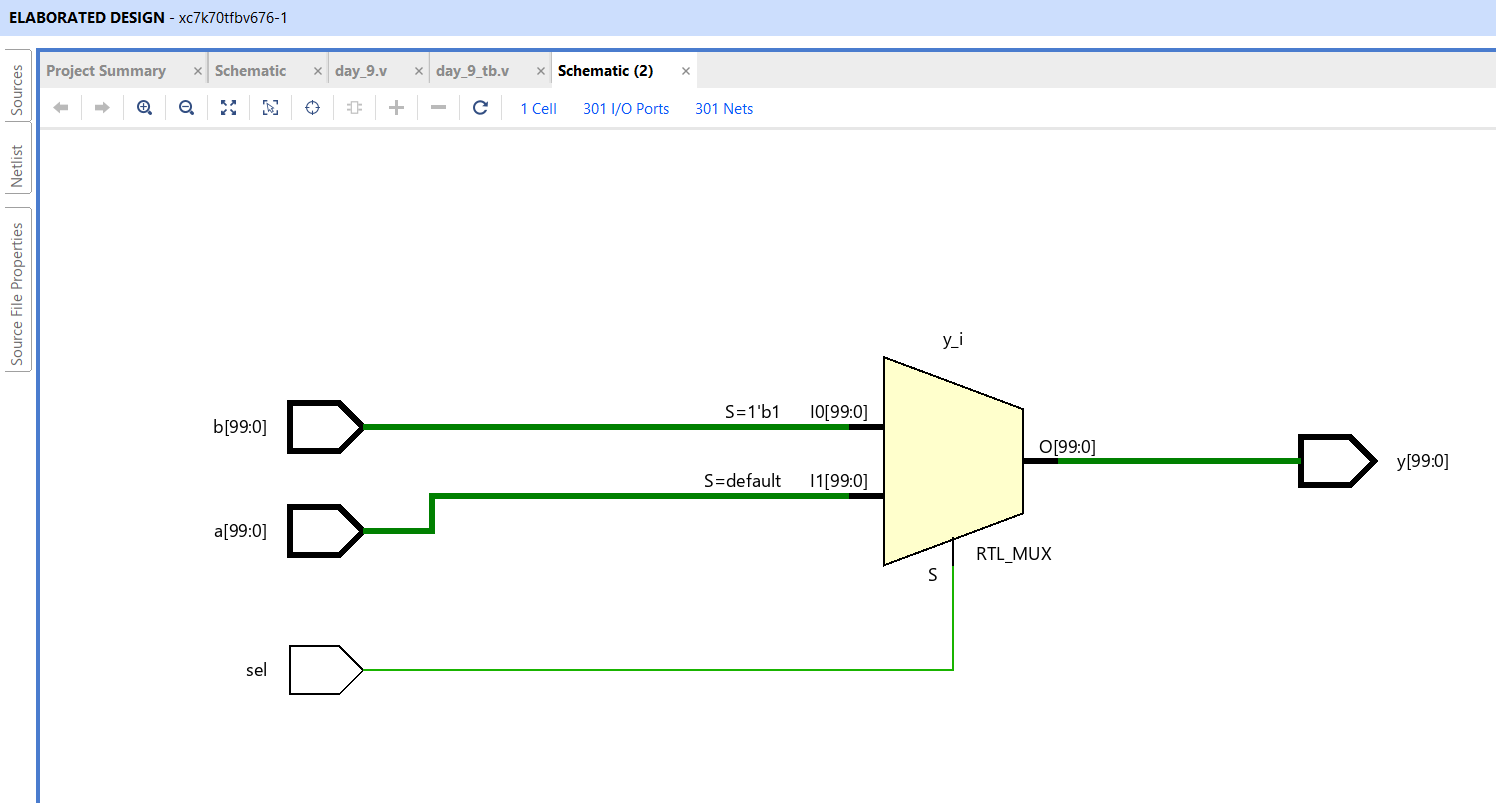 ELABORATED DESIGN - xc7k70tfbv676-1
Sources
Netlist
Source File Properties
Project Summary × Schematic × day_9.v × day_9_tb.v × Schematic (2) ×
1 Cell 301 I/O Ports 301 Nets
y_i
b[99:0] S=1'b1 I0[99:0]
O[99:0] y[99:0]
a[99:0] S=default I1[99:0]
RTL_MUX
S
sel